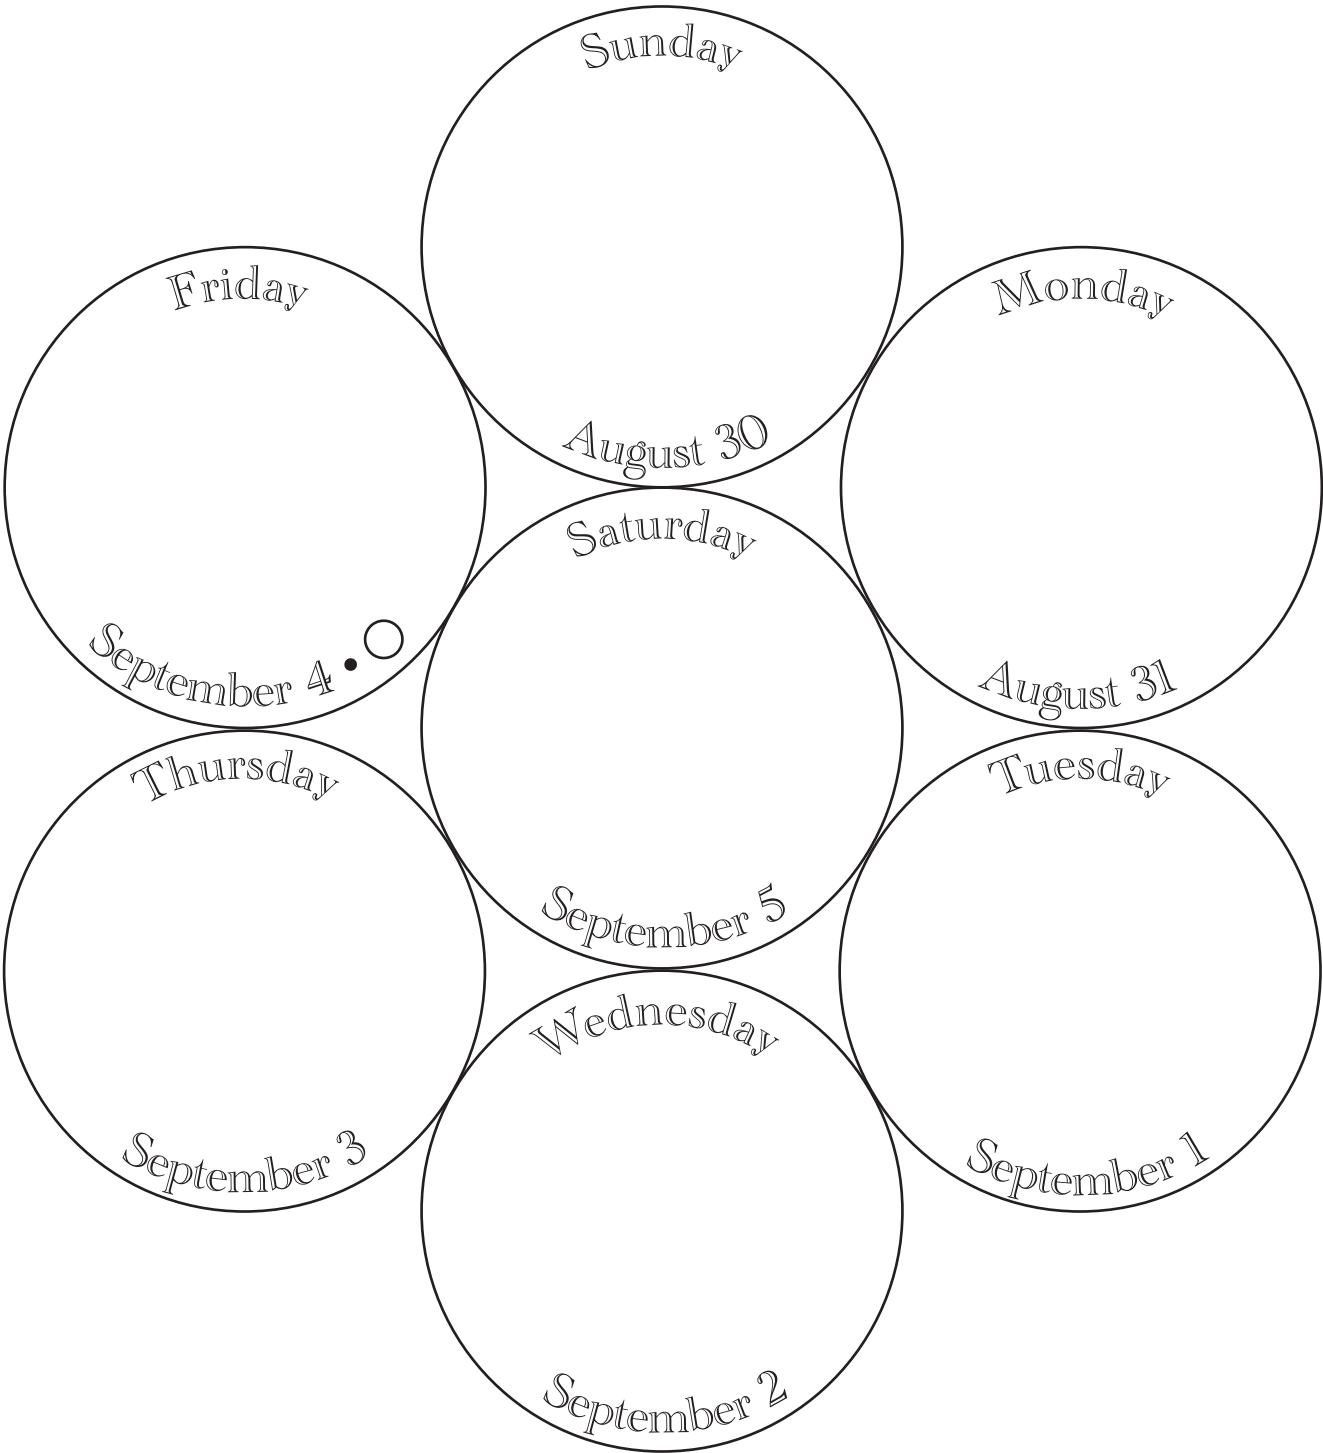 Sunday
August 30
Monday
August 31
Tuesday
September 1
Wednesday
September 2
Thursday
September 3
Friday
September 4 •
Saturday
September 5